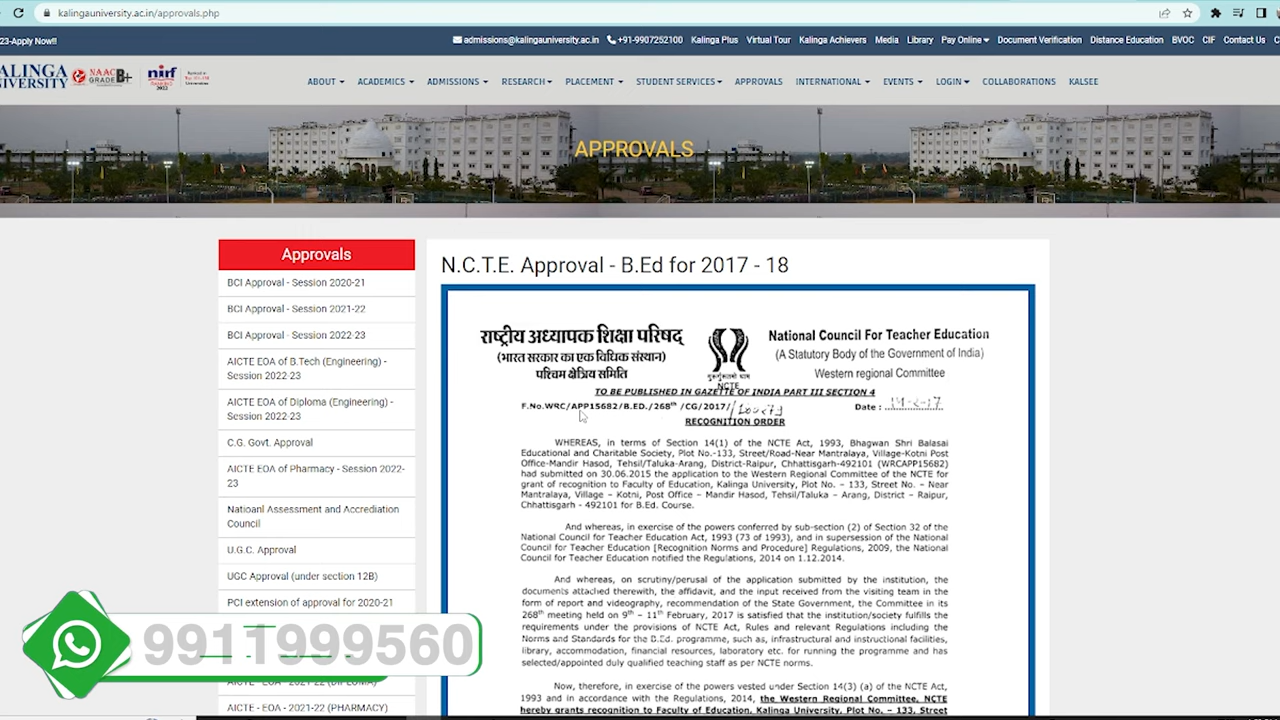 kalingauniversity.ac.in/approvals.php
23-Apply Now!! admissions@kalingauniversity.ac.in +91-9907252100 Kalinga Plus Virtual Tour Kalinga Achievers Media Library Pay Online Document Verification Distance Education BVOC CIF Contact Us
KALINGA UNIVERSITY NAAC GRADE B+ nirf
ABOUT ACADEMICS ADMISSIONS RESEARCH PLACEMENT STUDENT SERVICES APPROVALS INTERNATIONAL EVENTS LOGIN COLLABORATIONS KALSEE
APPROVALS
Approvals
BCI Approval - Session 2020-21
BCI Approval - Session 2021-22
BCI Approval - Session 2022-23
AICTE EOA of B.Tech (Engineering) -
Session 2022-23
AICTE EOA of Diploma (Engineering) -
Session 2022-23
C.G. Govt. Approval
AICTE EOA of Pharmacy - Session 2022-
23
Natioanl Assessment and Accrediation
Council
U.G.C. Approval
UGC Approval (under section 12B)
PCI extension of approval for 2020-21
AICTE - EOA - 2021-22 (DIPLOMA)
AICTE - EOA - 2021-22 (PHARMACY)
9911999560
N.C.T.E. Approval - B.Ed for 2017 - 18
राष्ट्रीय अध्यापक शिक्षा परिषद्
(भारत सरकार का एक विधिक संस्थान)
पश्चिम क्षेत्रिय समिति
NCTE
National Council For Teacher Education
(A Statutory Body of the Government of India)
Western regional Committee
TO BE PUBLISHED IN GAZETTE OF INDIA PART III SECTION 4
F.No.WRC/APP15682/B.ED./268th /CG/2017/ Date :
RECOGNITION ORDER
WHEREAS, in terms of Section 14(1) of the NCTE Act, 1993, Bhagwan Shri Balasai
Educational and Charitable Society, Plot No.-133, Street/Road-Near Mantralaya, Village-Kotni Post
Office-Mandir Hasod, Tehsil/Taluka-Arang, District-Raipur, Chhattisgarh-492101 (WRCAPP15682)
had submitted on 30.06.2015 the application to the Western Regional Committee of the NCTE for
grant of recognition to Faculty of Education, Kalinga University, Plot No. – 133, Street No. – Near
Mantralaya, Village – Kotni, Post Office – Mandir Hasod, Tehsil/Taluka – Arang, District – Raipur,
Chhattisgarh - 492101 for B.Ed. Course.
And whereas, in exercise of the powers conferred by sub-section (2) of Section 32 of the
National Council for Teacher Education Act, 1993 (73 of 1993), and in supersession of the National
Council for Teacher Education [Recognition Norms and Procedure] Regulations, 2009, the National
Council for Teacher Education notified the Regulations, 2014 on 1.12.2014.
And whereas, on scrutiny/perusal of the application submitted by the institution, the
documents attached therewith, the affidavit, and the input received from the visiting team in the
form of report and videography, recommendation of the State Government, the Committee in its
268th meeting held on 9th – 11th February, 2017 is satisfied that the institution/society fulfills the
requirements under the provisions of NCTE Act, Rules and relevant Regulations including the
Norms and Standards for the B.Ed. programme, such as, infrastructural and instructional facilities,
library, accommodation, financial resources, laboratory etc. for running the programme and has
selected/appointed duly qualified teaching staff as per NCTE norms.
Now, therefore, in exercise of the powers vested under Section 14(3) (a) of the NCTE Act,
1993 and in accordance with the Regulations, 2014, the Western Regional Committee, NCTE
hereby grants recognition to Faculty of Education, Kalinga University, Plot No. – 133, Street